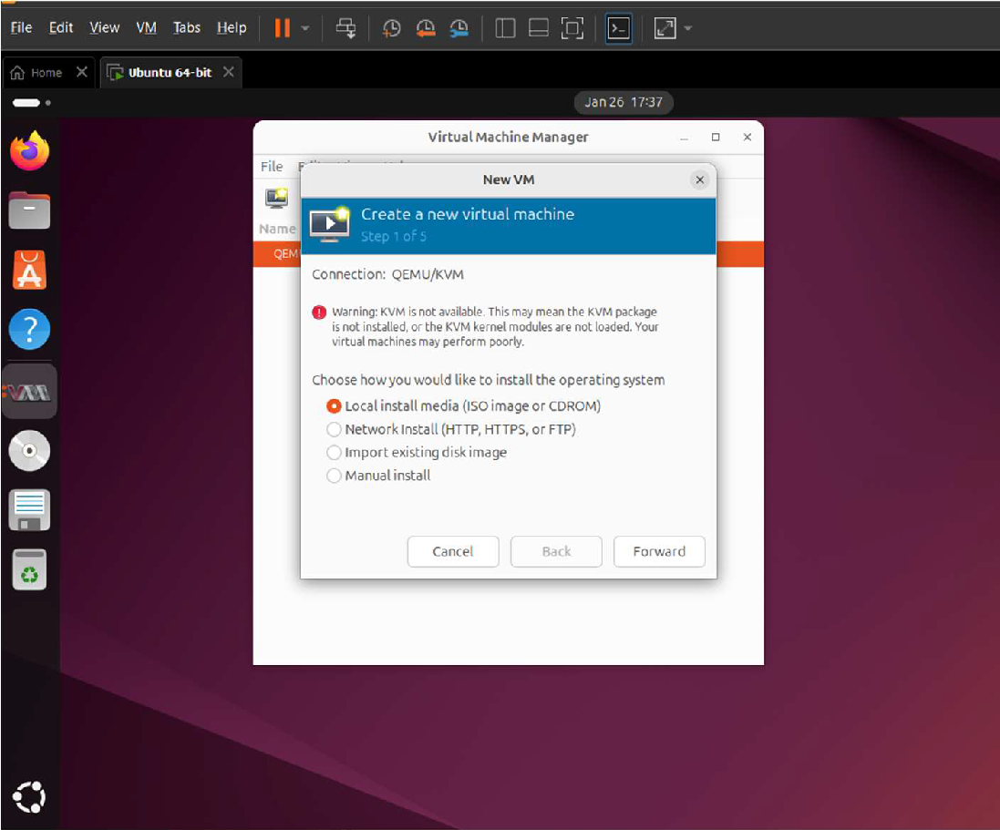 File Edit View VM Tabs Help
Home Ubuntu 64-bit
Jan 26 17:37
Virtual Machine Manager
File
New VM
Create a new virtual machine
Name
Step 1 of 5
Connection: QEMU/KVM
Warning: KVM is not available. This may mean the KVM package
is not installed, or the KVM kernel modules are not loaded. Your
virtual machines may perform poorly.
Choose how you would like to install the operating system
Local install media (ISO image or CDROM)
Network Install (HTTP, HTTPS, or FTP)
Import existing disk image
Manual install
Cancel Back Forward